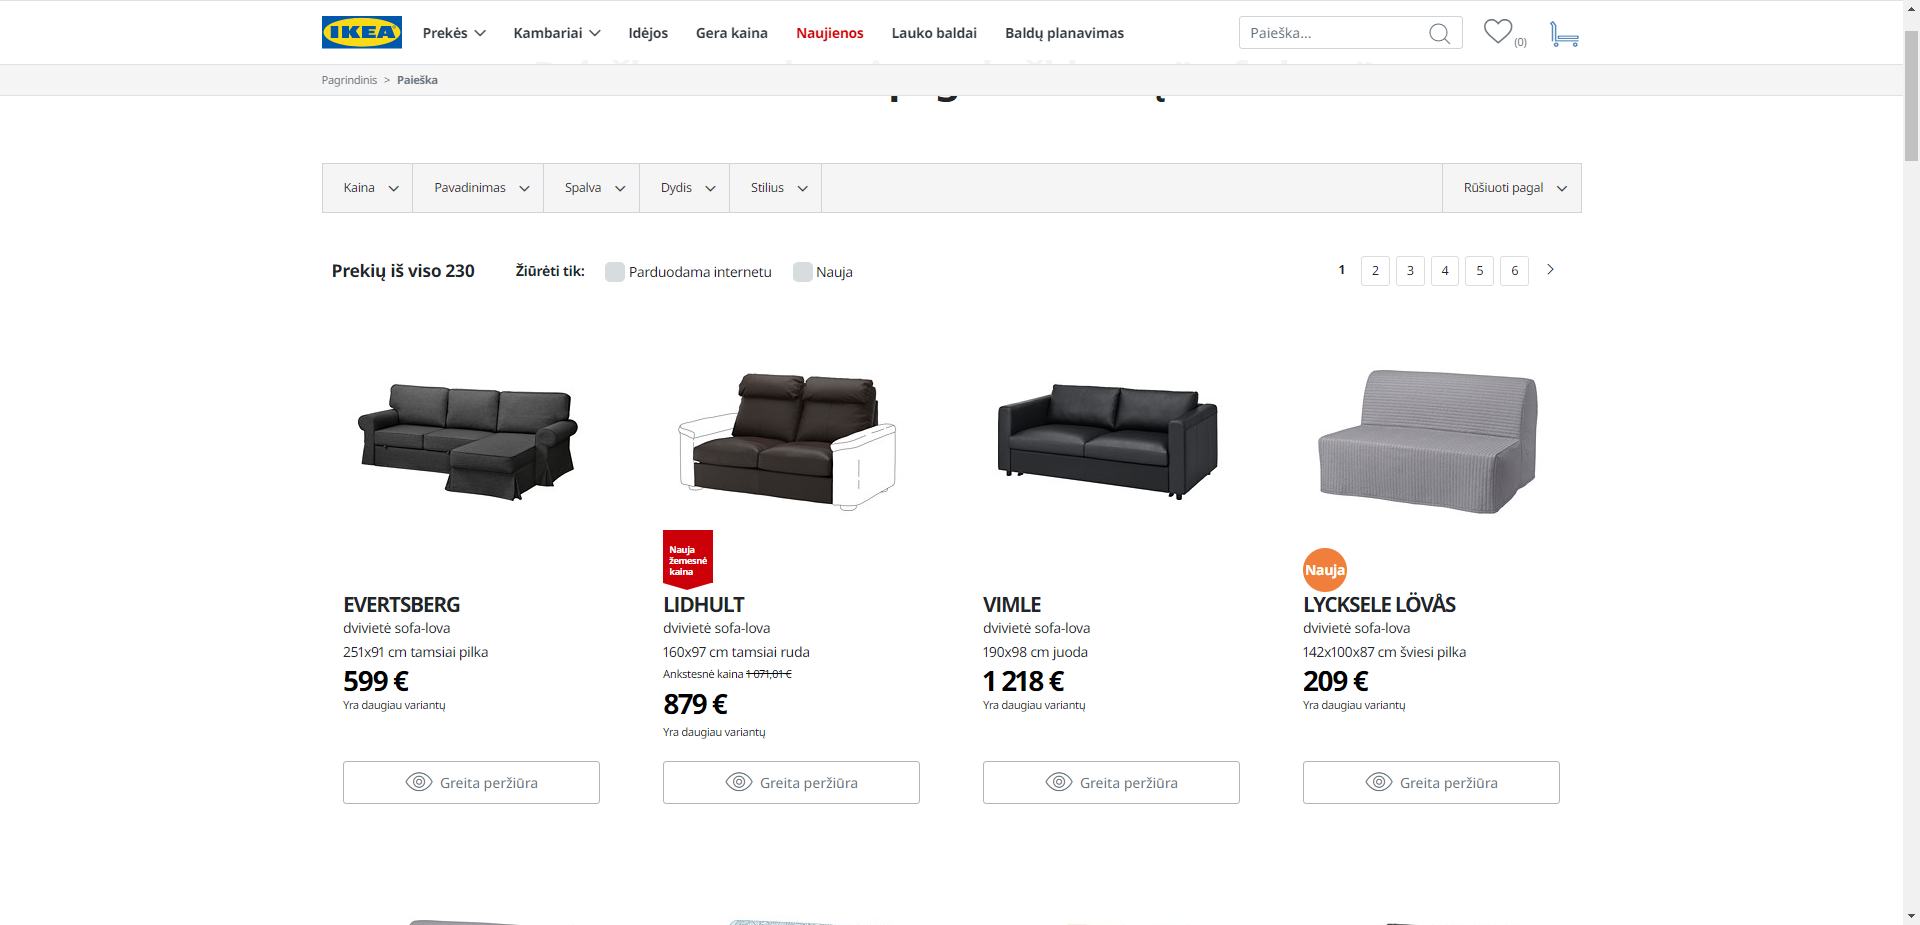 IKEA
Prekės
Kambariai
Idėjos
Gera kaina
Naujienos
Lauko baldai
Baldų planavimas
Paieška...
(0)
Pagrindinis > Paieška
Kaina
Pavadinimas
Spalva
Dydis
Stilius
Rūšiuoti pagal
Prekių iš viso 230
Žiūrėti tik:
Parduodama internetu
Nauja
1
2
3
4
5
6
EVERTSBERG
dvivietė sofa-lova
251x91 cm tamsiai pilka
599 €
Yra daugiau variantų
Greita peržiūra
Nauja
žemesnė
kaina
LIDHULT
dvivietė sofa-lova
160x97 cm tamsiai ruda
Ankstesnė kaina 1 071,01 €
879 €
Yra daugiau variantų
Greita peržiūra
VIMLE
dvivietė sofa-lova
190x98 cm juoda
1 218 €
Yra daugiau variantų
Greita peržiūra
Nauja
LYCKSELE LÖVÅS
dvivietė sofa-lova
142x100x87 cm šviesi pilka
209 €
Yra daugiau variantų
Greita peržiūra